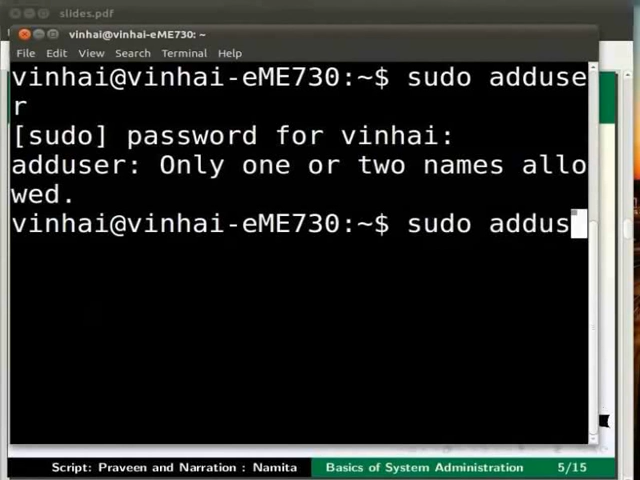 slides.pdf
vinhai@vinhai-eME730: ~
File Edit View Search Terminal Help
vinhai@vinhai-eME730:~$ sudo adduse
r
[sudo] password for vinhai:
adduser: Only one or two names allo
wed.
vinhai@vinhai-eME730:~$ sudo addus
Script: Praveen and Narration : Namita Basics of System Administration 5/15